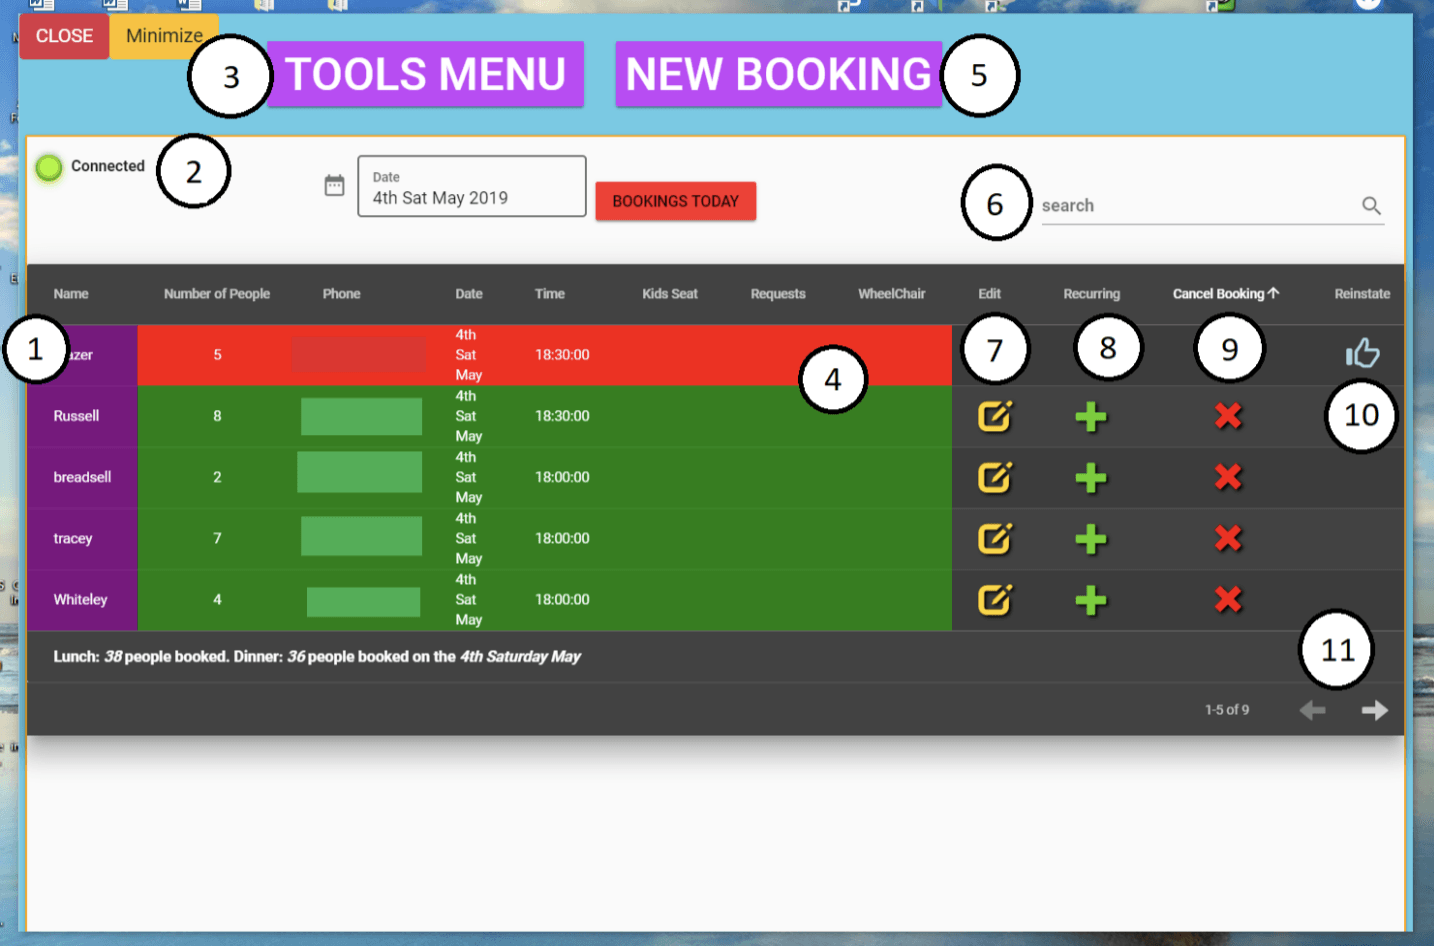 CLOSE Minimize
3 TOOLS MENU NEW BOOKING 5
Connected 2
Date
4th Sat May 2019
BOOKINGS TODAY
6 search
Name Number of People Phone Date Time Kids Seat Requests WheelChair Edit Recurring Cancel Booking Reinstate
1 5 4th Sat May 18:30:00 4 7 8 9
Russell 8 4th Sat May 18:30:00 10
breadsell 2 4th Sat May 18:00:00
tracey 7 4th Sat May 18:00:00
Whiteley 4 4th Sat May 18:00:00
Lunch: 38 people booked. Dinner: 36 people booked on the 4th Saturday May
11
1-5 of 9